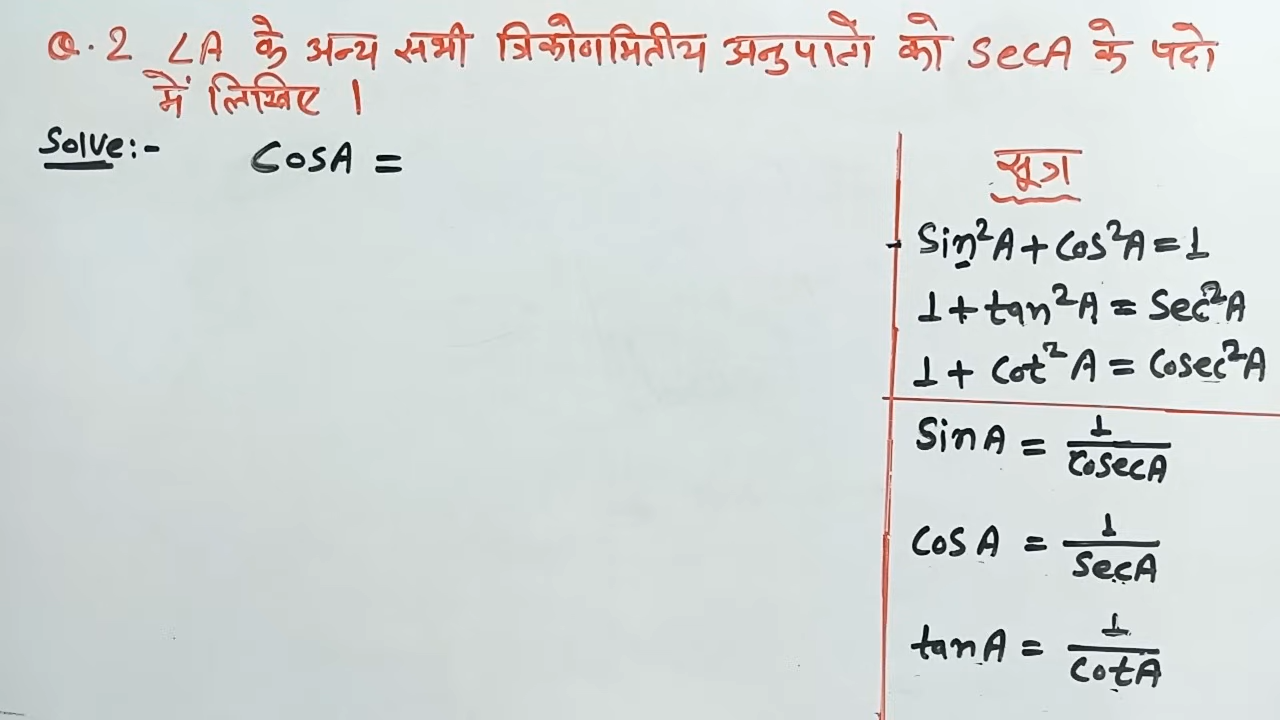 Q.2 ∠A के अन्य सभी त्रिकोणमितीय अनुपातो को SecA के पदो
में लिखिए ।
Solve:- CosA =
सूत्र
Sin²A + Cos²A = 1
1 + tan²A = Sec²A
1 + Cot²A = Cosec²A
SinA = 1/CosecA
CosA = 1/SecA
tanA = 1/CotA